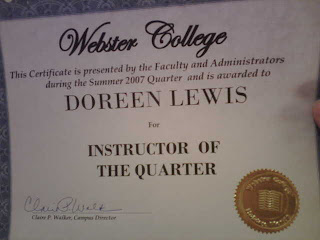 Webster College
This Certificate is presented by the Faculty and Administrators
during the Summer 2007 Quarter and is awarded to
DOREEN LEWIS
For
INSTRUCTOR OF
THE QUARTER
Claire P. Walker, Campus Director